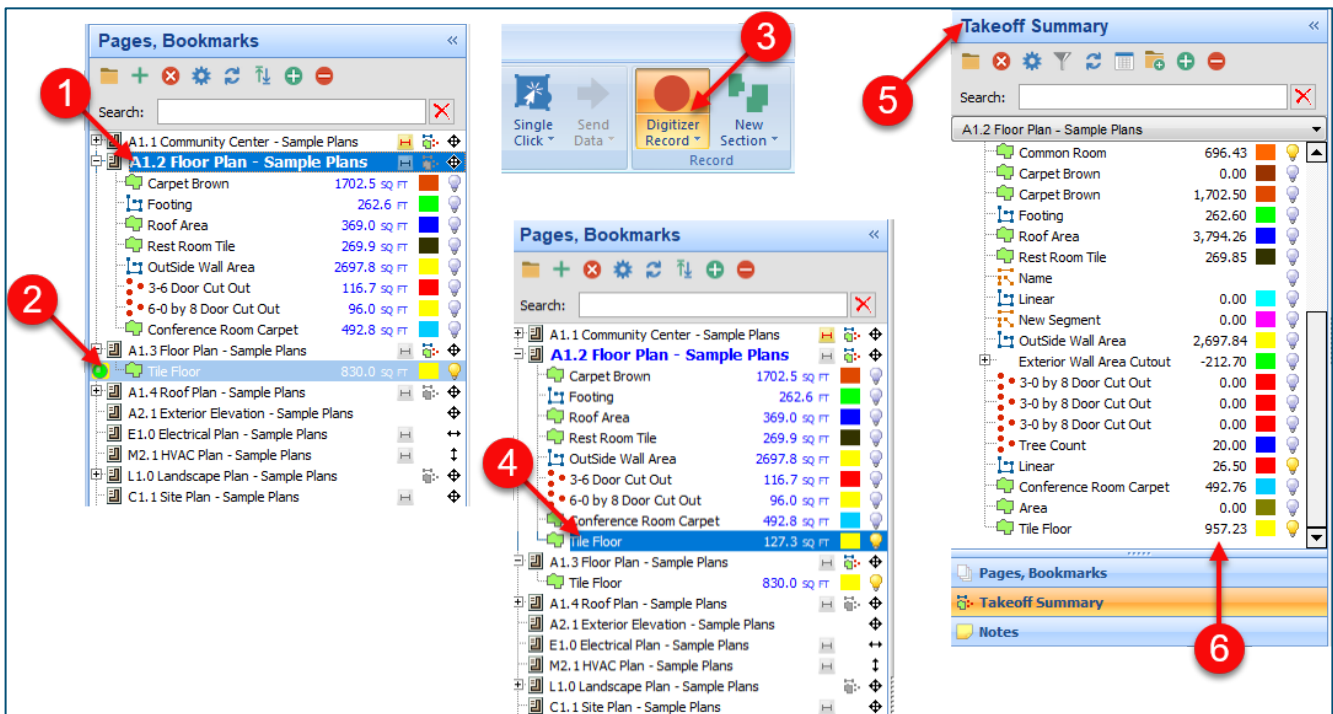 Pages, Bookmarks
1
Search:
A1.1 Community Center - Sample Plans
A1.2 Floor Plan - Sample Plans
Carpet Brown 1702.5 SQ FT
Footing 262.6 FT
Roof Area 369.0 SQ FT
Rest Room Tile 269.9 SQ FT
OutSide Wall Area 2697.8 SQ FT
2
3-6 Door Cut Out 116.7 SQ FT
6-0 by 8 Door Cut Out 96.0 SQ FT
Conference Room Carpet 492.8 SQ FT
A1.3 Floor Plan - Sample Plans
Tile Floor 830.0 SQ FT
A1.4 Roof Plan - Sample Plans
A2.1 Exterior Elevation - Sample Plans
E1.0 Electrical Plan - Sample Plans
M2.1 HVAC Plan - Sample Plans
L1.0 Landscape Plan - Sample Plans
C1.1 Site Plan - Sample Plans
3
Single Click
Send Data
Digitizer Record
New Section
Record
Pages, Bookmarks
Search:
A1.1 Community Center - Sample Plans
A1.2 Floor Plan - Sample Plans
Carpet Brown 1702.5 SQ FT
Footing 262.6 FT
Roof Area 369.0 SQ FT
Rest Room Tile 269.9 SQ FT
OutSide Wall Area 2697.8 SQ FT
4
3-6 Door Cut Out 116.7 SQ FT
6-0 by 8 Door Cut Out 96.0 SQ FT
Conference Room Carpet 492.8 SQ FT
Tile Floor 127.3 SQ FT
A1.3 Floor Plan - Sample Plans
Tile Floor 830.0 SQ FT
A1.4 Roof Plan - Sample Plans
A2.1 Exterior Elevation - Sample Plans
E1.0 Electrical Plan - Sample Plans
M2.1 HVAC Plan - Sample Plans
L1.0 Landscape Plan - Sample Plans
C1.1 Site Plan - Sample Plans
Takeoff Summary
5
Search:
A1.2 Floor Plan - Sample Plans
Common Room 696.43
Carpet Brown 0.00
Carpet Brown 1,702.50
Footing 262.60
Roof Area 3,794.26
Rest Room Tile 269.85
Name
Linear 0.00
New Segment 0.00
OutSide Wall Area 2,697.84
Exterior Wall Area Cutout -212.70
3-0 by 8 Door Cut Out 0.00
3-0 by 8 Door Cut Out 0.00
3-0 by 8 Door Cut Out 0.00
Tree Count 20.00
Linear 26.50
Conference Room Carpet 492.76
Area 0.00
Tile Floor 957.23
Pages, Bookmarks
Takeoff Summary
Notes
6